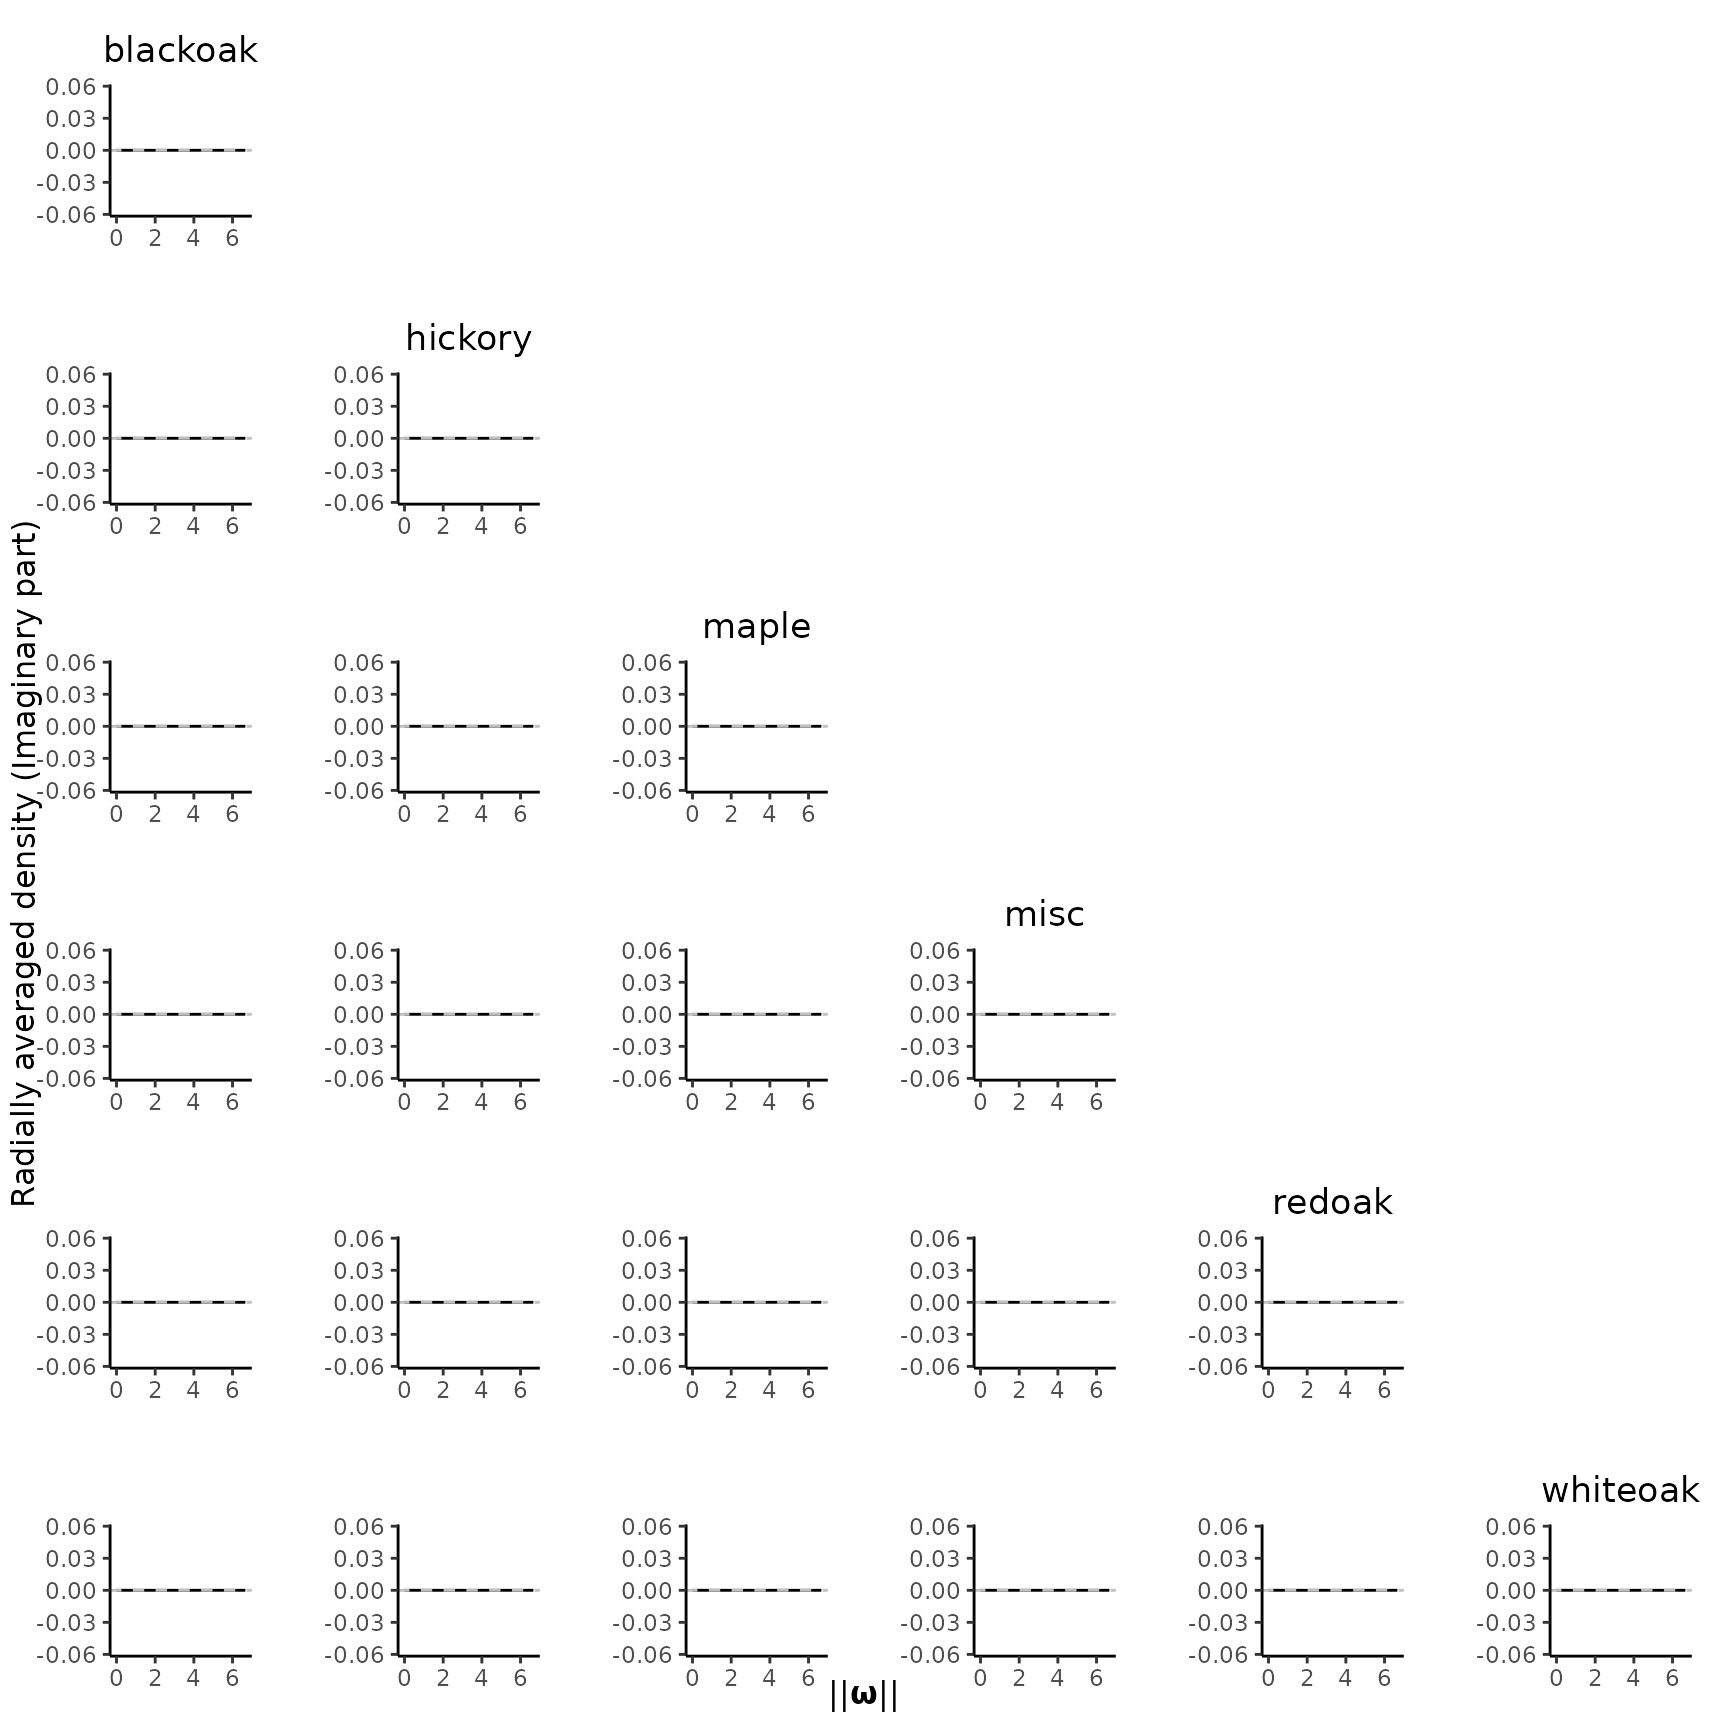 blackoak
0.06
0.03
0.00
-0.03
-0.06
0 2 4 6
hickory
0.06 0.06
0.03 0.03
0.00 0.00
-0.03 -0.03
-0.06 -0.06
0 2 4 6 0 2 4 6
Radially averaged density (Imaginary part)
maple
0.06 0.06 0.06
0.03 0.03 0.03
0.00 0.00 0.00
-0.03 -0.03 -0.03
-0.06 -0.06 -0.06
0 2 4 6 0 2 4 6 0 2 4 6
misc
0.06 0.06 0.06 0.06
0.03 0.03 0.03 0.03
0.00 0.00 0.00 0.00
-0.03 -0.03 -0.03 -0.03
-0.06 -0.06 -0.06 -0.06
0 2 4 6 0 2 4 6 0 2 4 6 0 2 4 6
redoak
0.06 0.06 0.06 0.06 0.06
0.03 0.03 0.03 0.03 0.03
0.00 0.00 0.00 0.00 0.00
-0.03 -0.03 -0.03 -0.03 -0.03
-0.06 -0.06 -0.06 -0.06 -0.06
0 2 4 6 0 2 4 6 0 2 4 6 0 2 4 6 0 2 4 6
whiteoak
0.06 0.06 0.06 0.06 0.06 0.06
0.03 0.03 0.03 0.03 0.03 0.03
0.00 0.00 0.00 0.00 0.00 0.00
-0.03 -0.03 -0.03 -0.03 -0.03 -0.03
-0.06 -0.06 -0.06 -0.06 -0.06 -0.06
0 2 4 6 0 2 4 6 0 2 4 6 0 2 4 6 0 2 4 6 0 2 4 6
||ω||